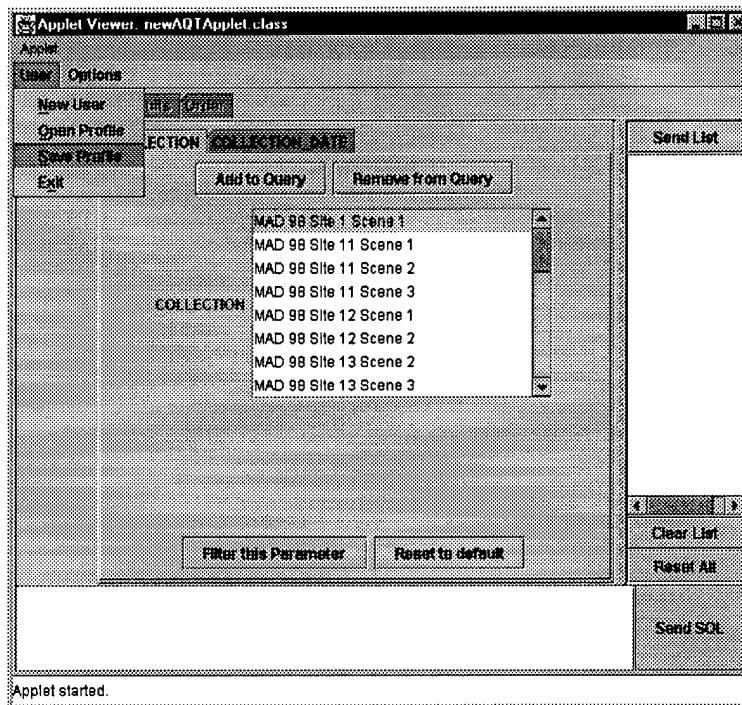 Applet Viewer: newAQTApplet.class
Applet
User Options
New User
Open Profile
Save Profile
Exit
Order
ECTION COLLECTION_DATE
Add to Query Remove from Query
COLLECTION
MAD 98 Site 1 Scene 1
MAD 98 Site 11 Scene 1
MAD 98 Site 11 Scene 2
MAD 98 Site 11 Scene 3
MAD 98 Site 12 Scene 1
MAD 98 Site 12 Scene 2
MAD 98 Site 13 Scene 2
MAD 98 Site 13 Scene 3
Filter this Parameter Reset to default
Send List
Clear List
Reset All
Send SQL
Applet started.